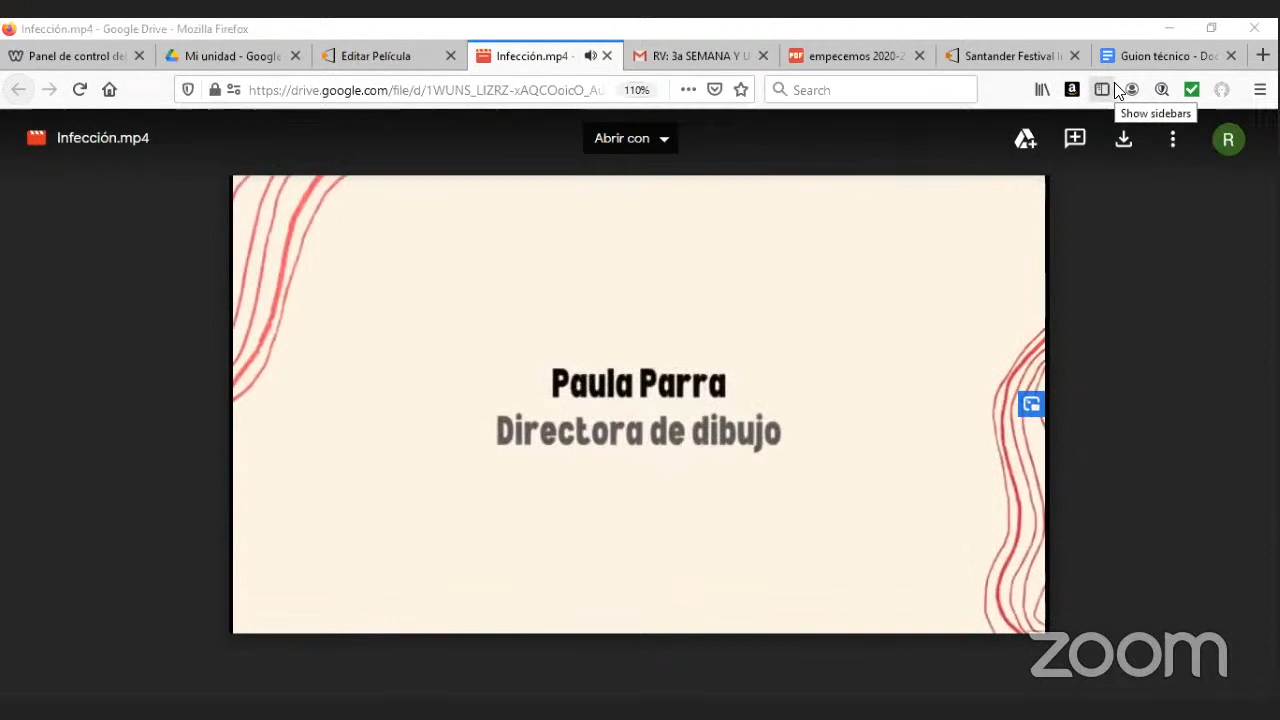 Infección.mp4 - Google Drive - Mozilla Firefox
Panel de control de
Mi unidad - Google
Editar Película
Infección.mp4 -
RV: 3a SEMANA Y U
PDF
empecemos 2020-2
Santander Festival I
Guion técnico - Doc
https://drive.google.com/file/d/1WUNS_LIZRZ-xAQCOoicO_Au
110%
Search
Show sidebars
Infección.mp4
Abrir con
R
Paula Parra
Directora de dibujo
zoom